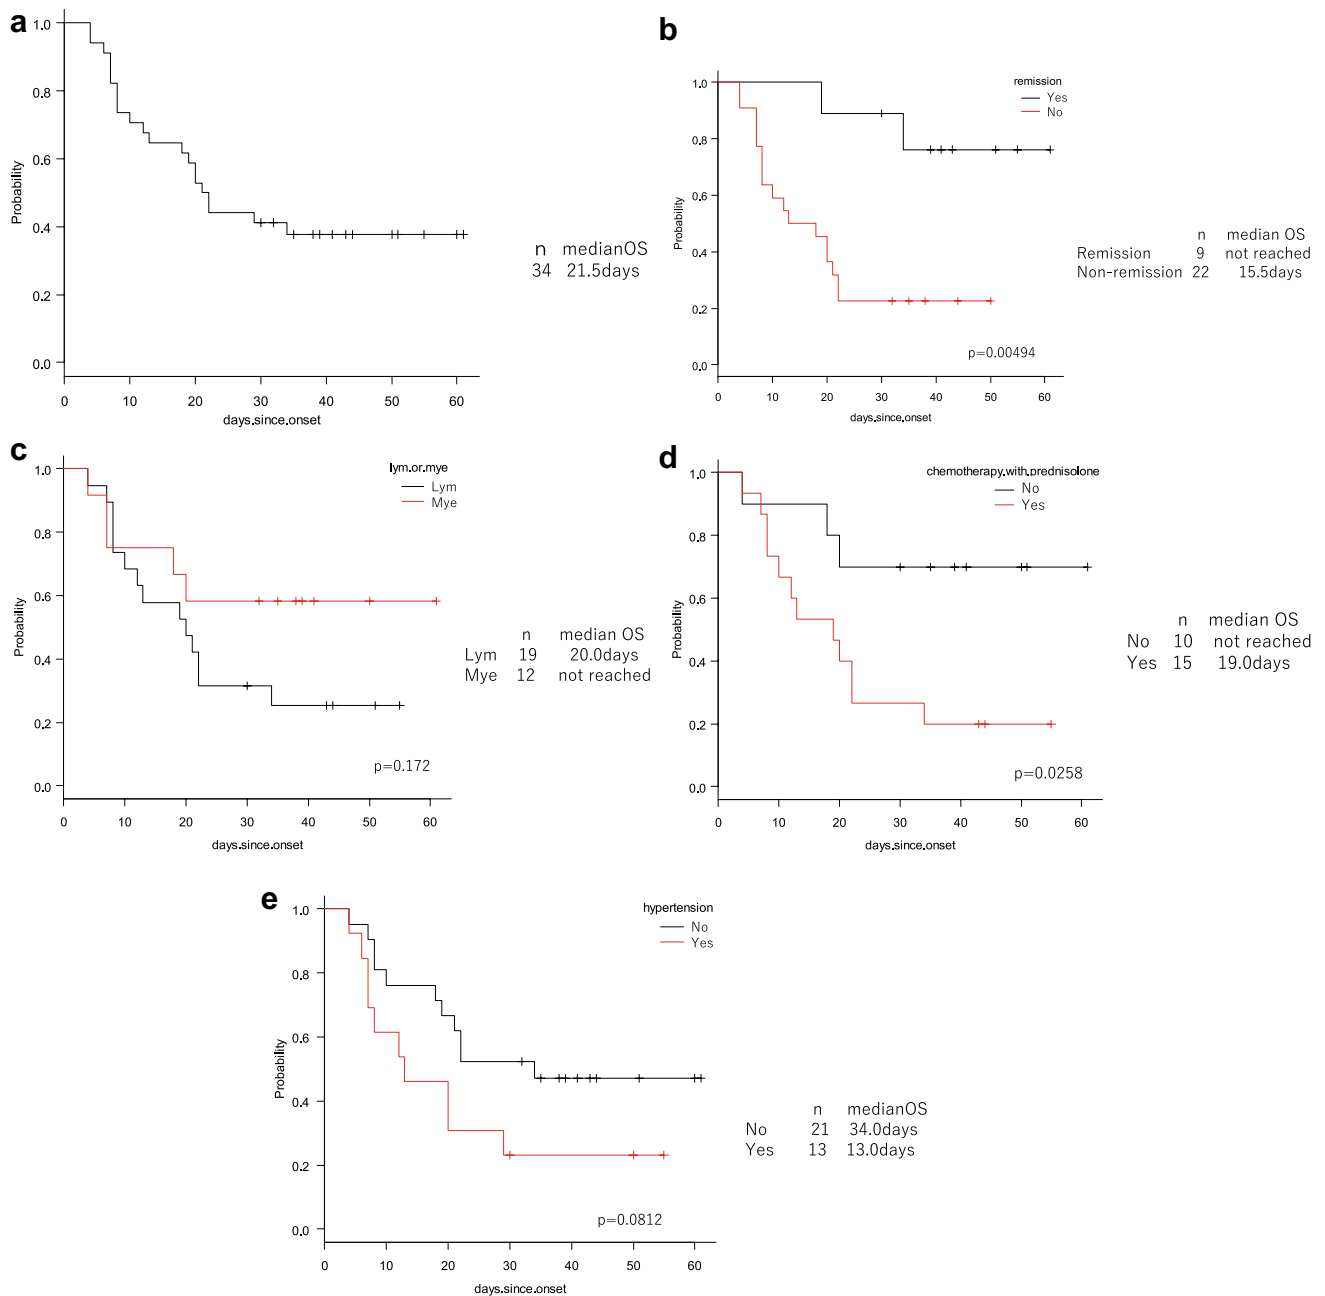 a
1.0
0.8
0.6
0.4
0.2
0.0
Probability
0 10 20 30 40 50 60
days.since.onset
n medianOS
34 21.5days
b
remission
Yes
No
1.0
0.8
0.6
0.4
0.2
0.0
Probability
p=0.00494
0 10 20 30 40 50 60
days.since.onset
n median OS
Remission 9 not reached
Non-remission 22 15.5days
c
lym.or.mye
Lym
Mye
1.0
0.8
0.6
0.4
0.2
0.0
Probability
p=0.172
0 10 20 30 40 50 60
days.since.onset
n median OS
Lym 19 20.0days
Mye 12 not reached
d
chemotherapy.with.prednisolone
No
Yes
1.0
0.8
0.6
0.4
0.2
0.0
Probability
p=0.0258
0 10 20 30 40 50 60
days.since.onset
n median OS
No 10 not reached
Yes 15 19.0days
e
hypertension
No
Yes
1.0
0.8
0.6
0.4
0.2
0.0
Probability
p=0.0812
0 10 20 30 40 50 60
days.since.onset
n medianOS
No 21 34.0days
Yes 13 13.0days